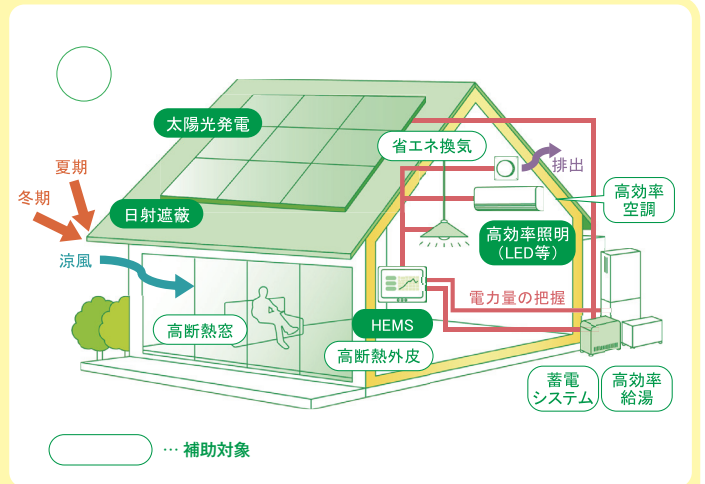 太陽光発電
省エネ換気
排出
夏期
高効率
空調
冬期
日射遮蔽
高効率照明
（LED等）
涼風
電力量の把握
高断熱窓
HEMS
高断熱外皮
蓄電
システム
高効率
給湯
… 補助対象